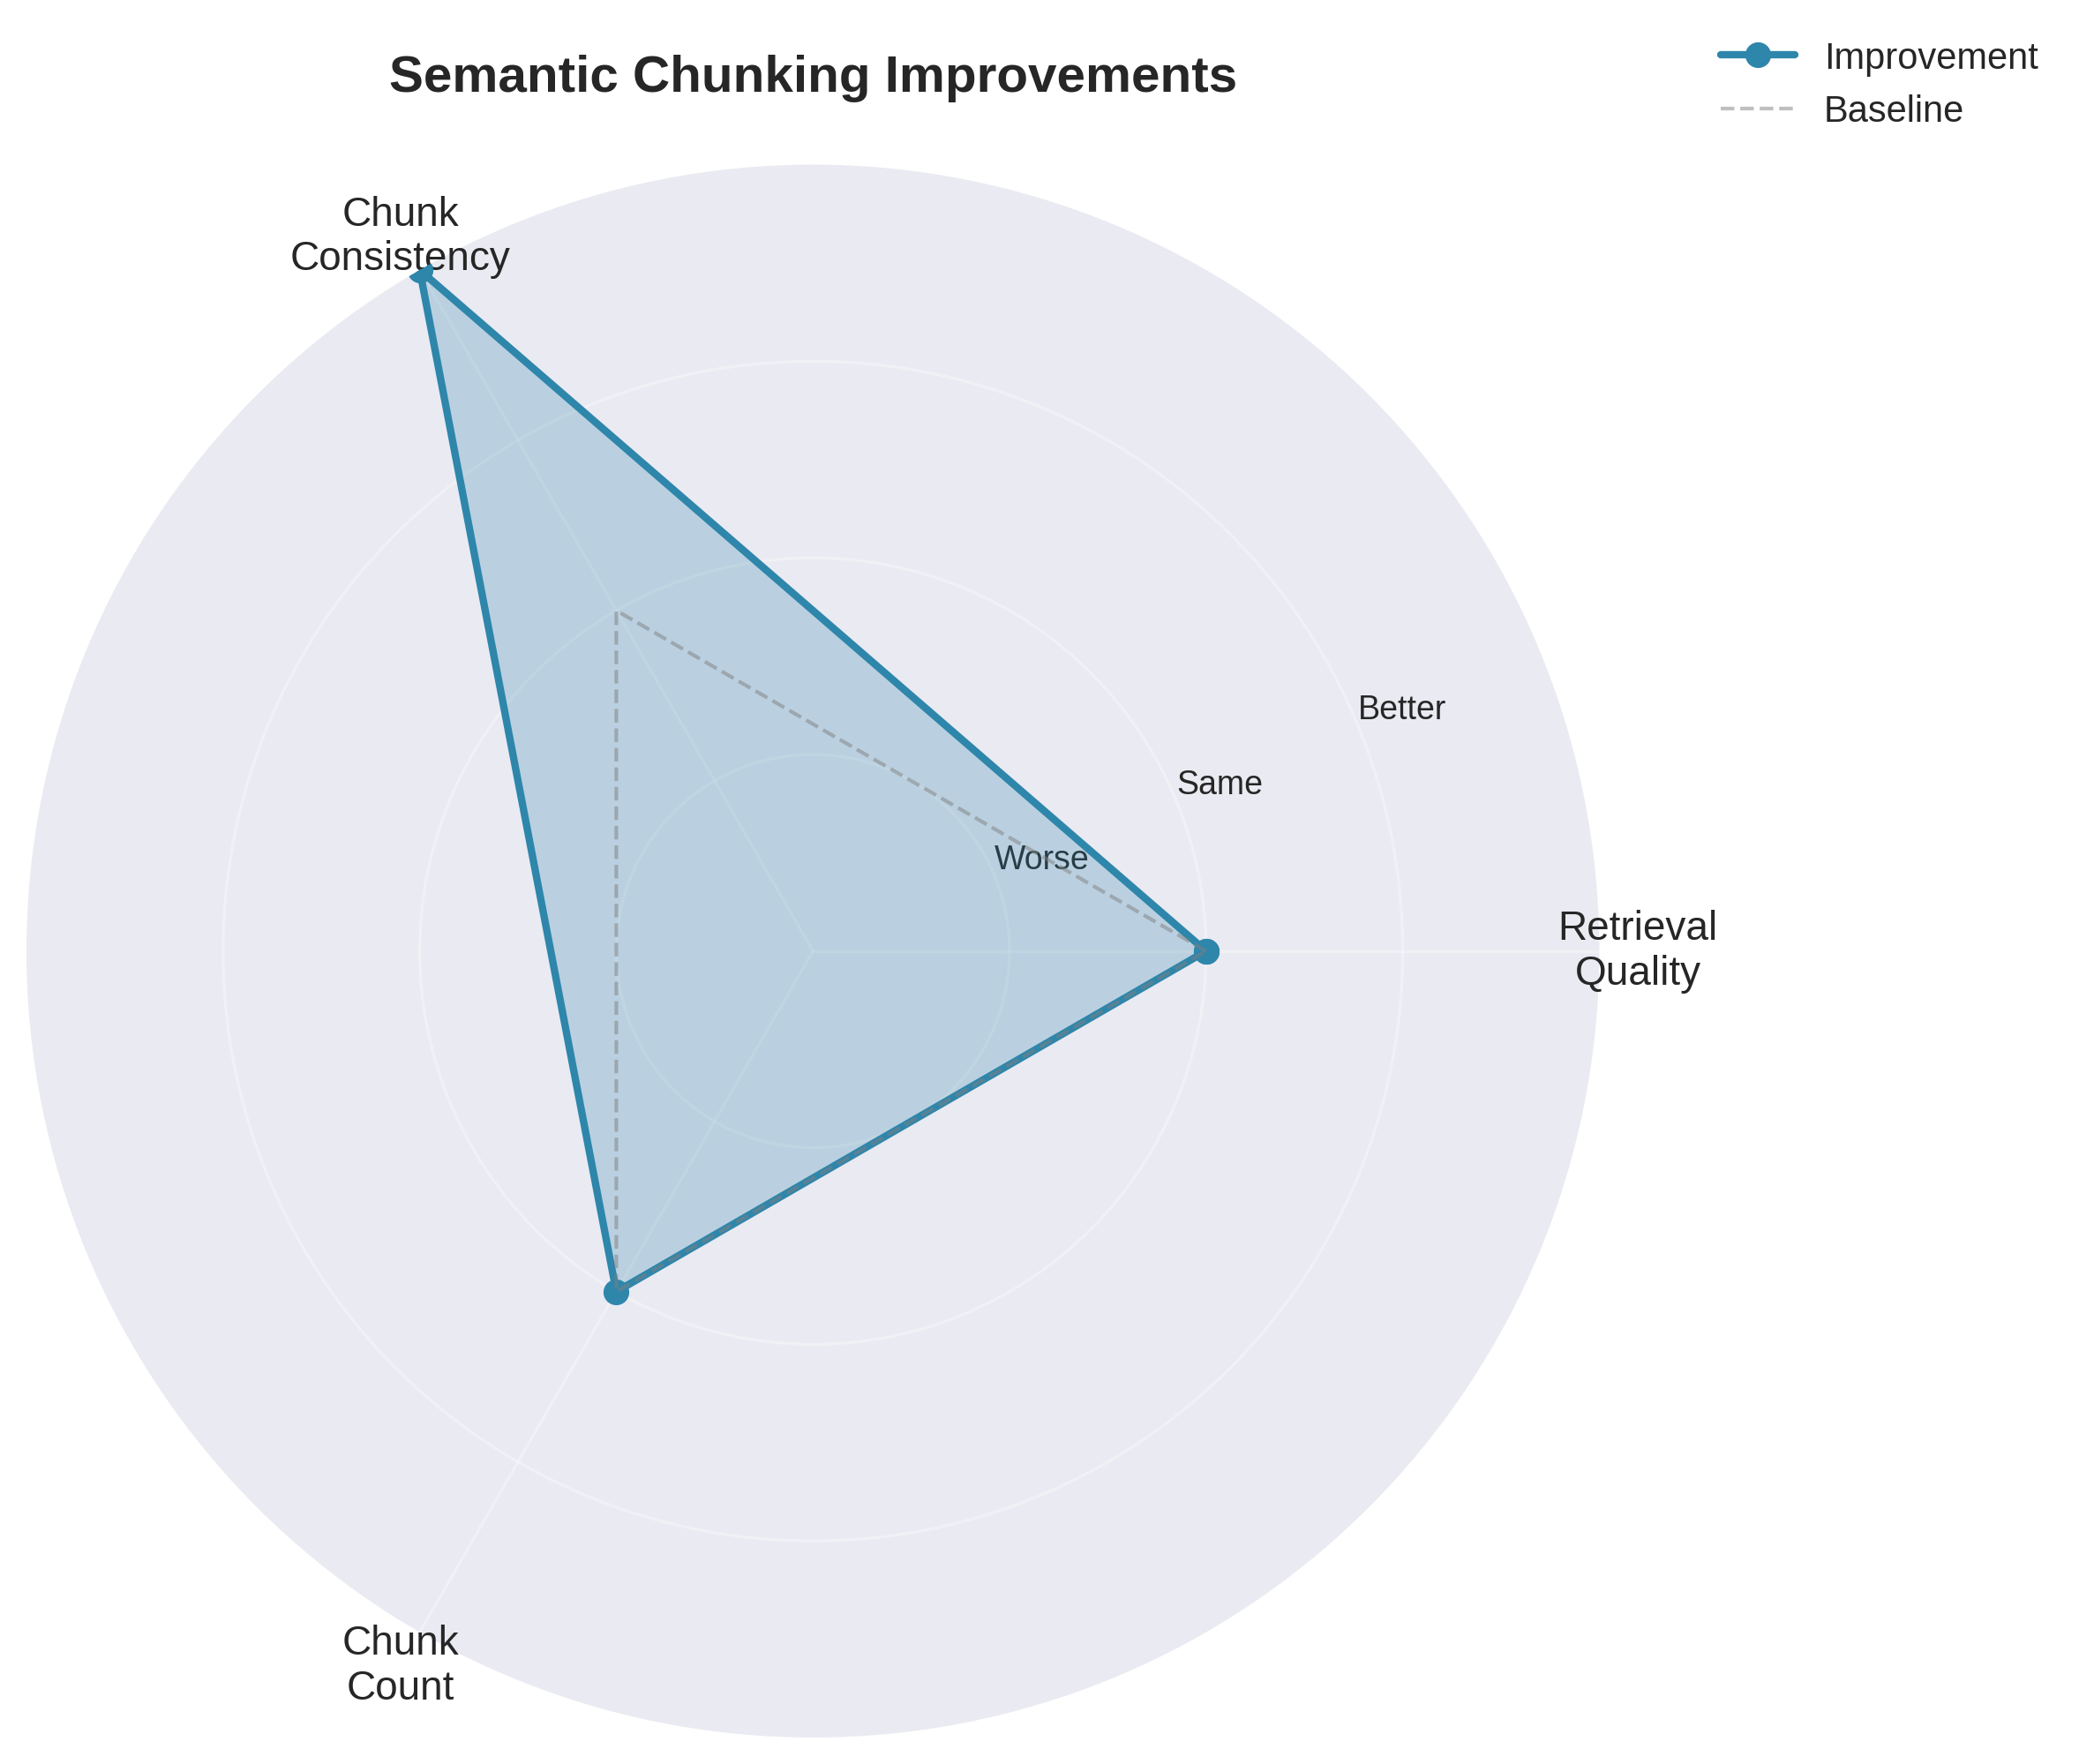 Semantic Chunking Improvements
Improvement
Baseline
Chunk
Consistency
Better
Same
Worse
Retrieval
Quality
Chunk
Count